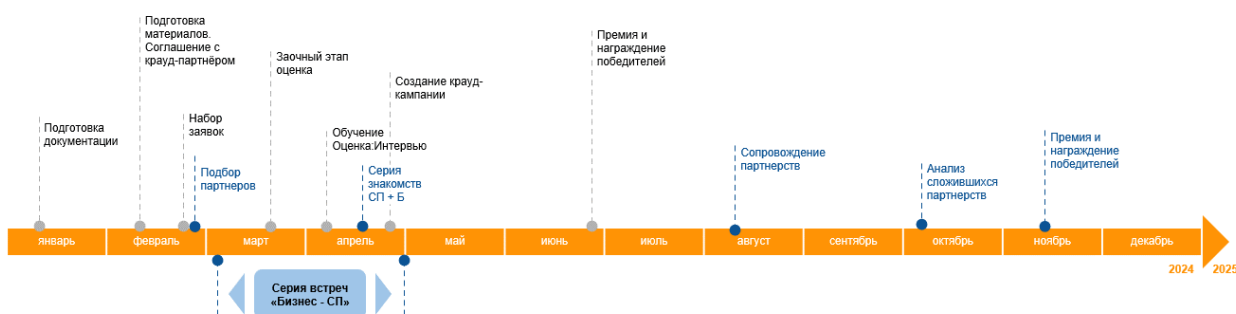 Подготовка
материалов.
Соглашение с
крауд-партнёром
Премия и
награждение
победителей
Заочный этап
оценка
Создание крауд-
кампании
Подготовка
документации
Набор
заявок
Обучение
Оценка:Интервью
Подбор
партнеров
Серия
знакомств
СП + Б
Сопровождение
партнерств
Анализ
сложившихся
партнерств
Премия и
награждение
победителей
январь
февраль
март
апрель
май
июнь
июль
август
сентябрь
октябрь
ноябрь
декабрь
2024
2025
Серия встреч
«Бизнес - СП»